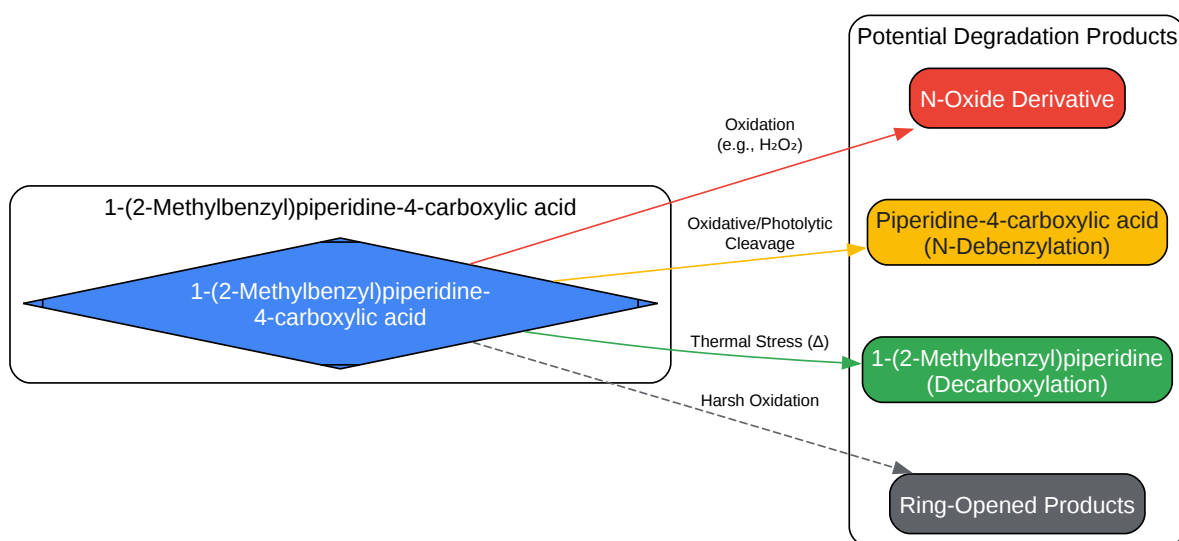 Potential Degradation Products
N-Oxide Derivative
Oxidation
(e.g., H₂O₂)
1-(2-Methylbenzyl)piperidine-4-carboxylic acid
1-(2-Methylbenzyl)piperidine-
4-carboxylic acid
Oxidative/Photolytic
Cleavage
Piperidine-4-carboxylic acid
(N-Debenzylation)
Thermal Stress (Δ)
1-(2-Methylbenzyl)piperidine
(Decarboxylation)
Harsh Oxidation
Ring-Opened Products